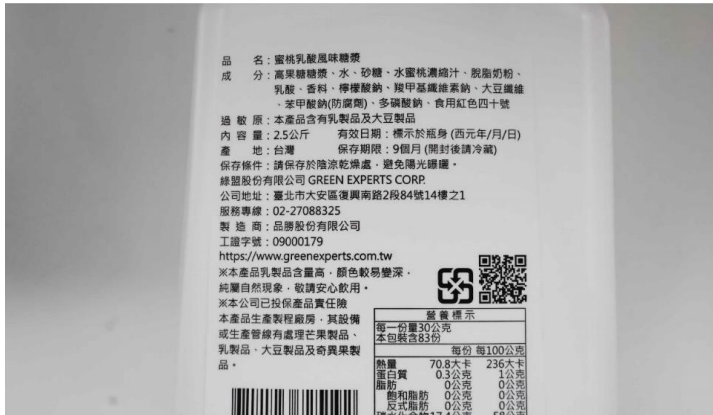 品 名：蜜桃乳酸風味糖漿
成 分：高果糖糖漿、水、砂糖、水蜜桃濃縮汁、脫脂奶粉、
乳酸、香料、檸檬酸鈉、羧甲基纖維素鈉、大豆纖維
、苯甲酸鈉(防腐劑)、多磷酸鈉、食用紅色四十號
過 敏 原：本產品含有乳製品及大豆製品
內 容 量：2.5公斤 有效日期：標示於瓶身 (西元年/月/日)
產 地：台灣 保存期限：9個月 (開封後請冷藏)
保存條件：請保存於陰涼乾燥處，避免陽光曝曬。
綠盟股份有限公司 GREEN EXPERTS CORP.
公司地址：臺北市大安區復興南路2段84號14樓之1
服務專線：02-27088325
製 造 商：品勝股份有限公司
工證字號：09000179
https://www.greenexperts.com.tw
※本產品乳製品含量高，顏色較易變深，
純屬自然現象，敬請安心飲用。
※本公司已投保產品責任險
本產品生產製程廠房，其設備
或生產管線有處理芒果製品、
乳製品、大豆製品及奇異果製
品。
營養標示
每一份量30公克
本包裝含83份
每份 每100公克
熱量 70.8大卡 236大卡
蛋白質 0.3公克 1公克
脂肪 0公克 0公克
飽和脂肪 0公克 0公克
反式脂肪 0公克 0公克
碳水化合物17.4公克 58公克